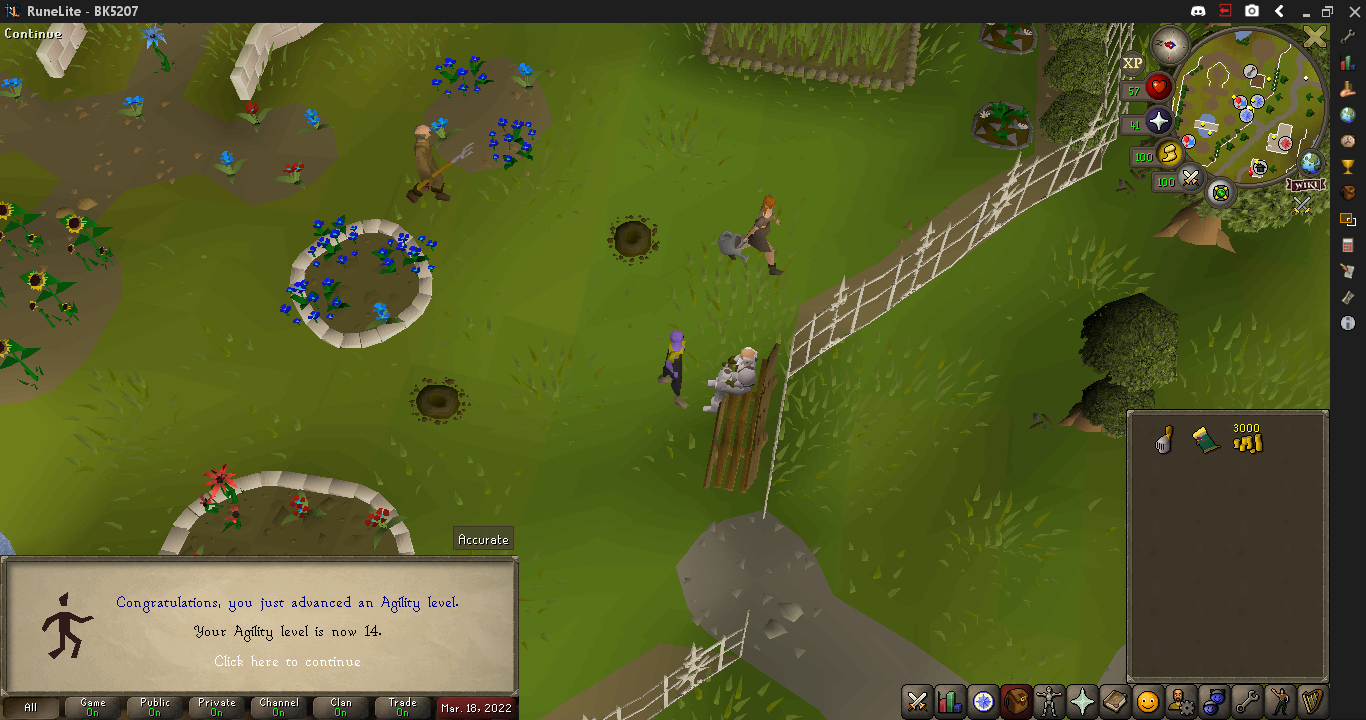 RuneLite - BK5207
Continue
XP
57
41
100
100
WIKI
3000
Accurate
Congratulations, you just advanced an Agility level.
Your Agility level is now 14.
Click here to continue
All
Game
On
Public
On
Private
On
Channel
On
Clan
On
Trade
On
Mar. 18, 2022